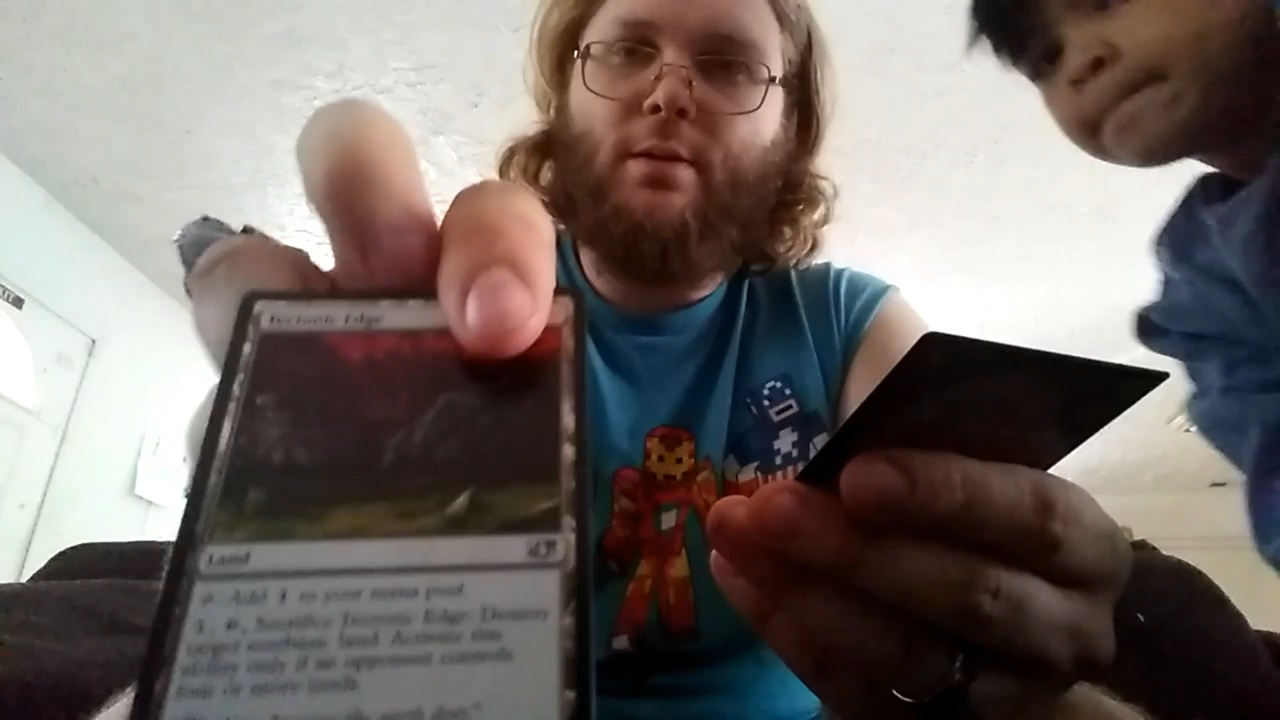 Tectonic Edge
Land
Add 1 to your mana pool.
1, Sacrifice Tectonic Edge: Destroy
target nonbasic land. Activate this
ability only if an opponent controls
four or more lands.